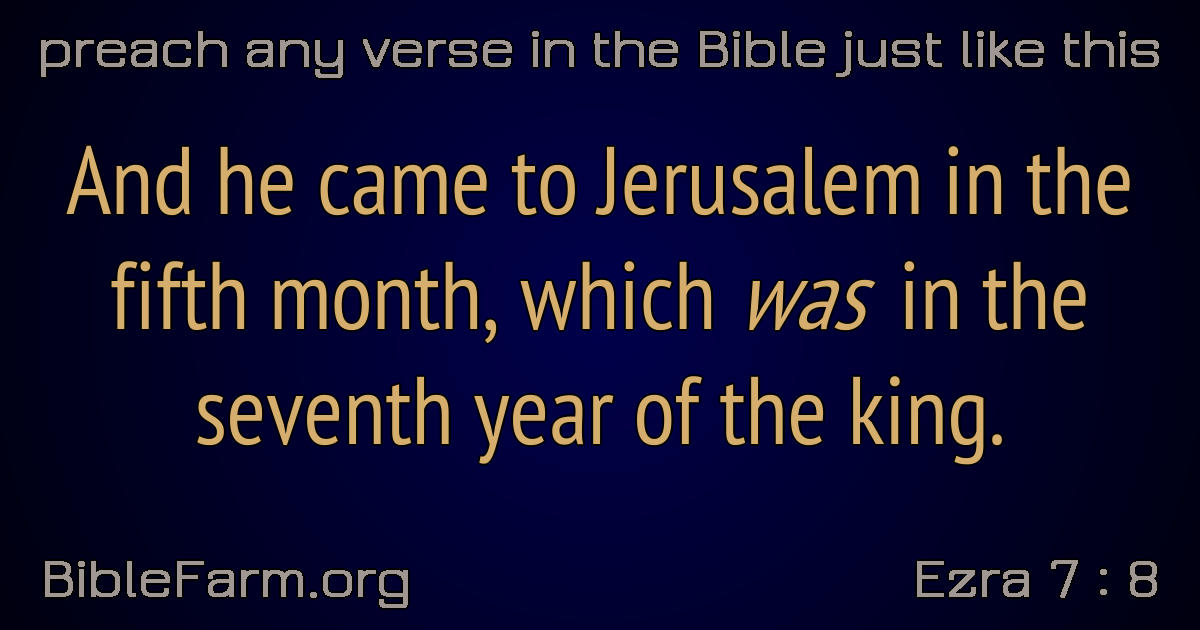 preach any verse in the Bible just like this
And he came to Jerusalem in the
fifth month, which was in the
seventh year of the king.
BibleFarm.org
Ezra 7 : 8